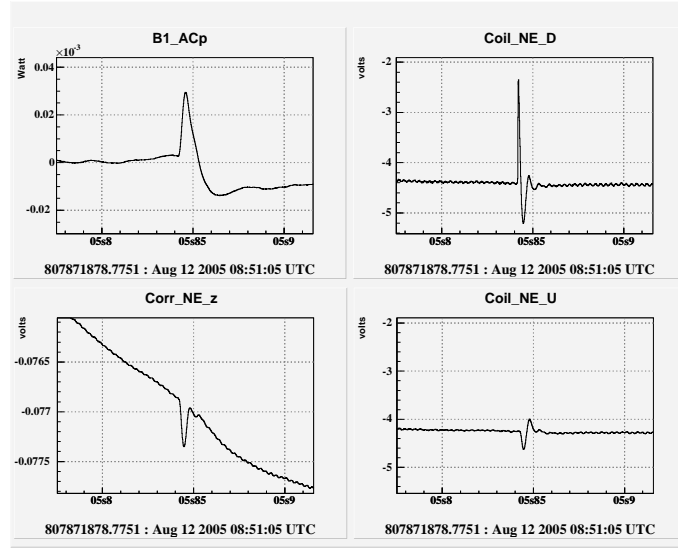 B1_ACp
Watt
×10⁻³
0.04
0.02
0
-0.02
05s8 05s85 05s9
807871878.7751 : Aug 12 2005 08:51:05 UTC
Coil_NE_D
volts
-2
-3
-4
-5
05s8 05s85 05s9
807871878.7751 : Aug 12 2005 08:51:05 UTC
Corr_NE_z
volts
-0.0765
-0.077
-0.0775
05s8 05s85 05s9
807871878.7751 : Aug 12 2005 08:51:05 UTC
Coil_NE_U
volts
-2
-3
-4
-5
05s8 05s85 05s9
807871878.7751 : Aug 12 2005 08:51:05 UTC